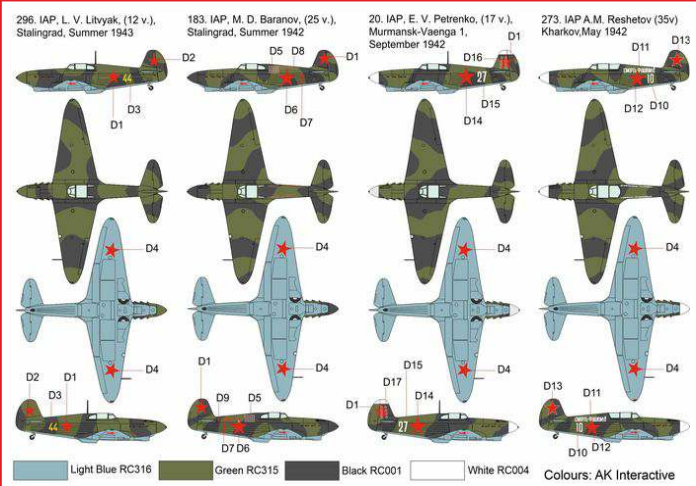 296. IAP, L. V. Litvyak, (12 v.),
Stalingrad, Summer 1943
183. IAP, M. D. Baranov, (25 v.),
Stalingrad, Summer 1942
20. IAP, E. V. Petrenko, (17 v.),
Murmansk-Vaenga 1,
September 1942
273. IAP A.M. Reshetov (35v)
Kharkov,May 1942
D2
44
D3
D1
D5
D8
D1
D6
D7
D1
D16
27
D15
D14
D11
D13
10
D12
D10
D4
D4
D4
D4
D4
D4
D4
D4
D2
D1
D3
44
D1
D9
D5
D7
D6
D15
D17
D14
D1
27
D13
D11
10
D10
D12
Light Blue RC316
Green RC315
Black RC001
White RC004
Colours: AK Interactive